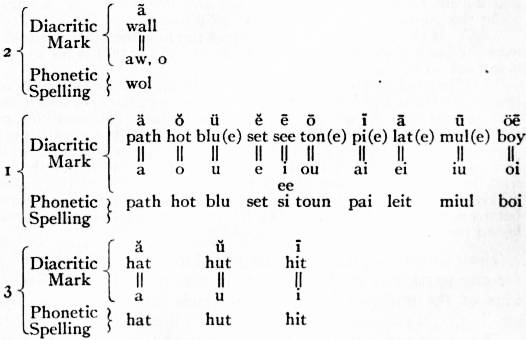 ã
Diacritic wall
2 Mark ||
aw, o
Phonetic
Spelling wol
ä ŏ ü ĕ ē ō ī ā ū öē
Diacritic path hot blu(e) set see ton(e) pi(e) lat(e) mul(e) boy
1 Mark || || || || || || || || || ||
a o u e i ou ai ei iu oi
ee
Phonetic path hot blu set si toun pai leit miul boi
Spelling
ă ŭ ī
Diacritic hat hut hit
3 Mark || || ||
a u i
Phonetic hat hut hit
Spelling